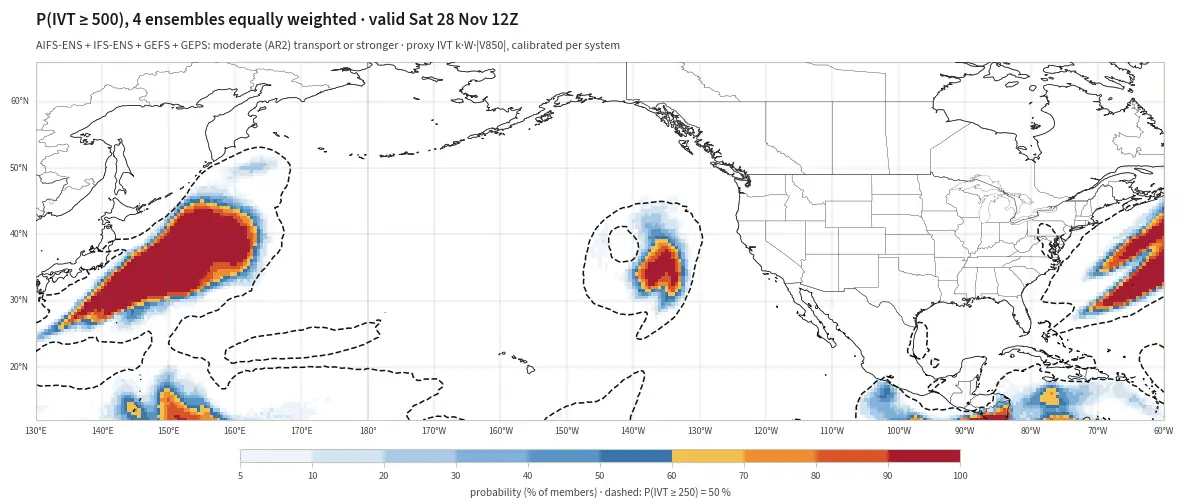 P(IVT ≥ 500), 4 ensembles equally weighted · valid Sat 28 Nov 12Z
AIFS-ENS + IFS-ENS + GEFS + GEPS: moderate (AR2) transport or stronger · proxy IVT k·W·|V850|, calibrated per system
60°N
50°N
40°N
30°N
20°N
130°E 140°E 150°E 160°E 170°E 180° 170°W 160°W 150°W 140°W 130°W 120°W 110°W 100°W 90°W 80°W 70°W 60°W
5 10 20 30 40 50 60 70 80 90 100
probability (% of members) · dashed: P(IVT ≥ 250) = 50 %